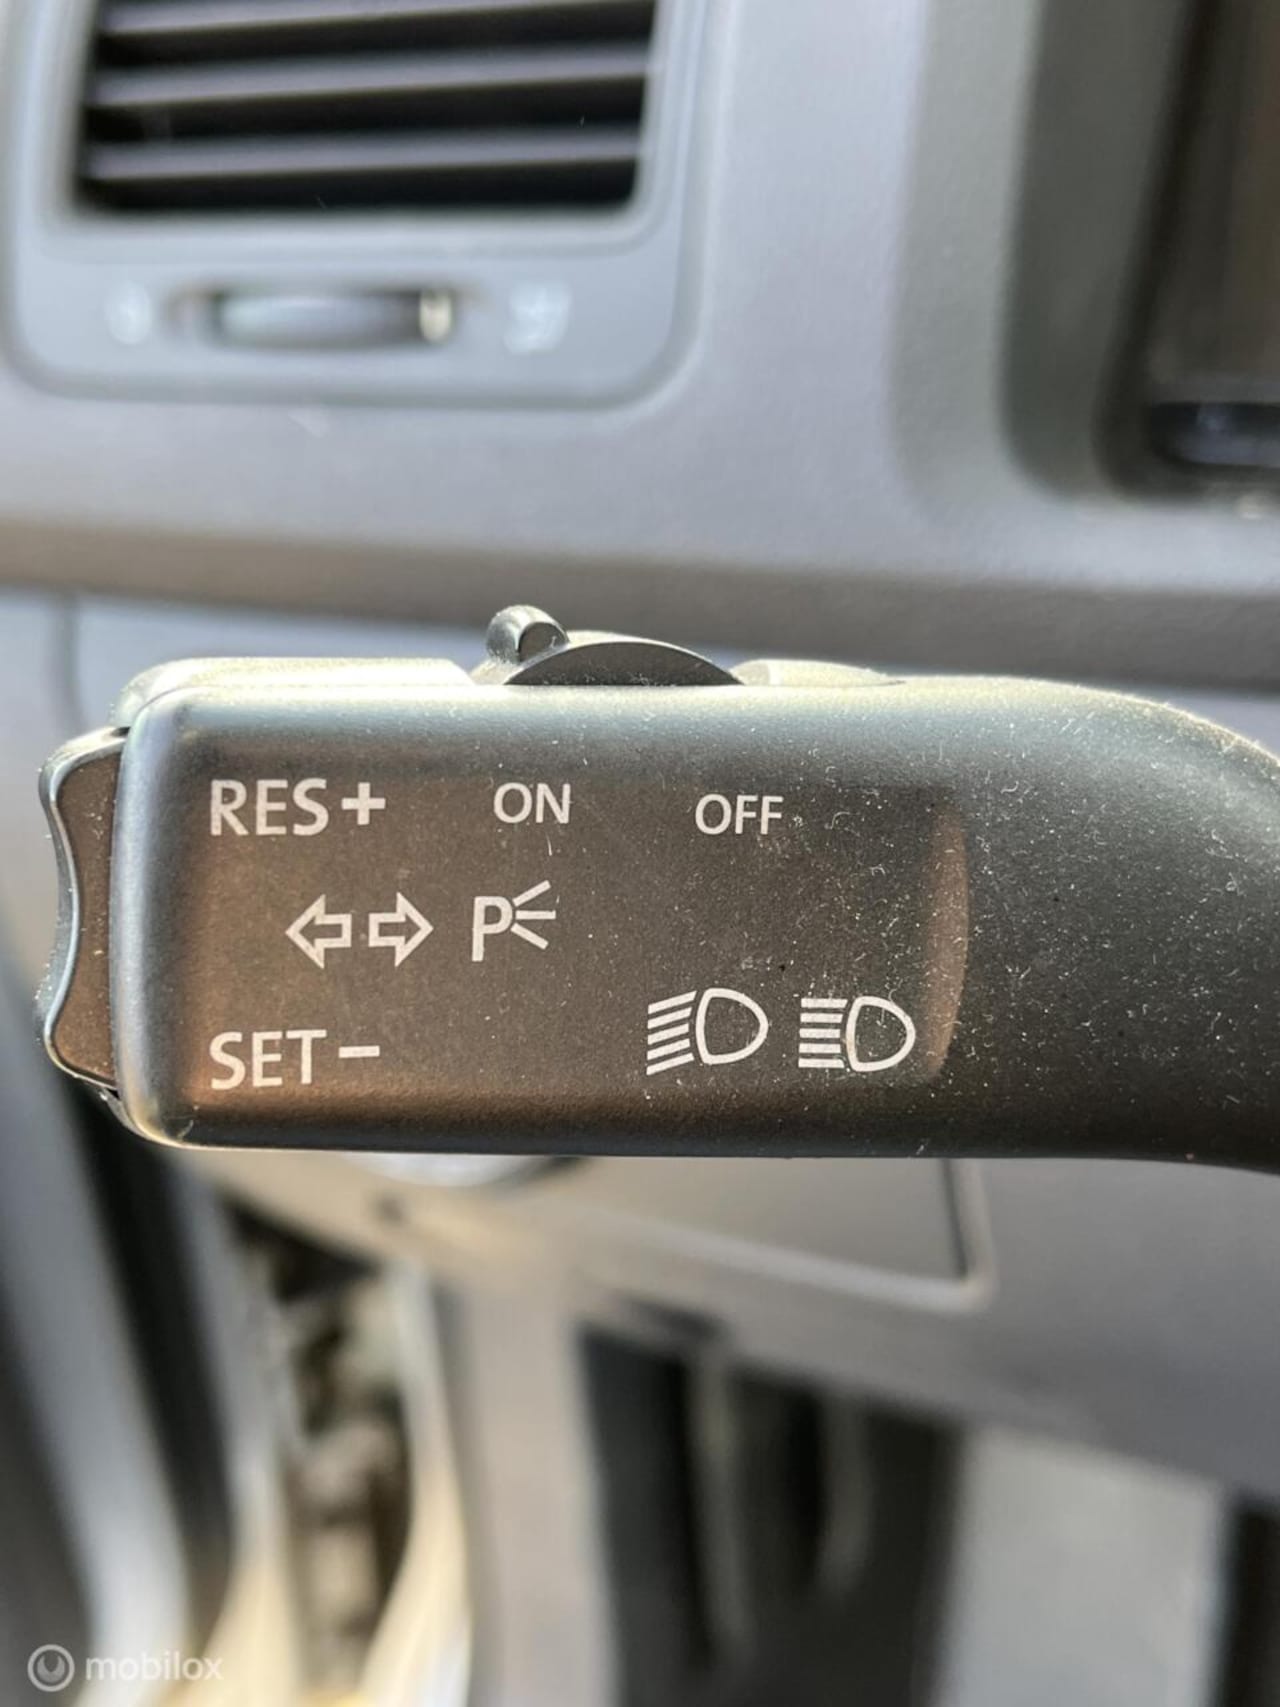 RES+ ON OFF
P
SET-
mobilox